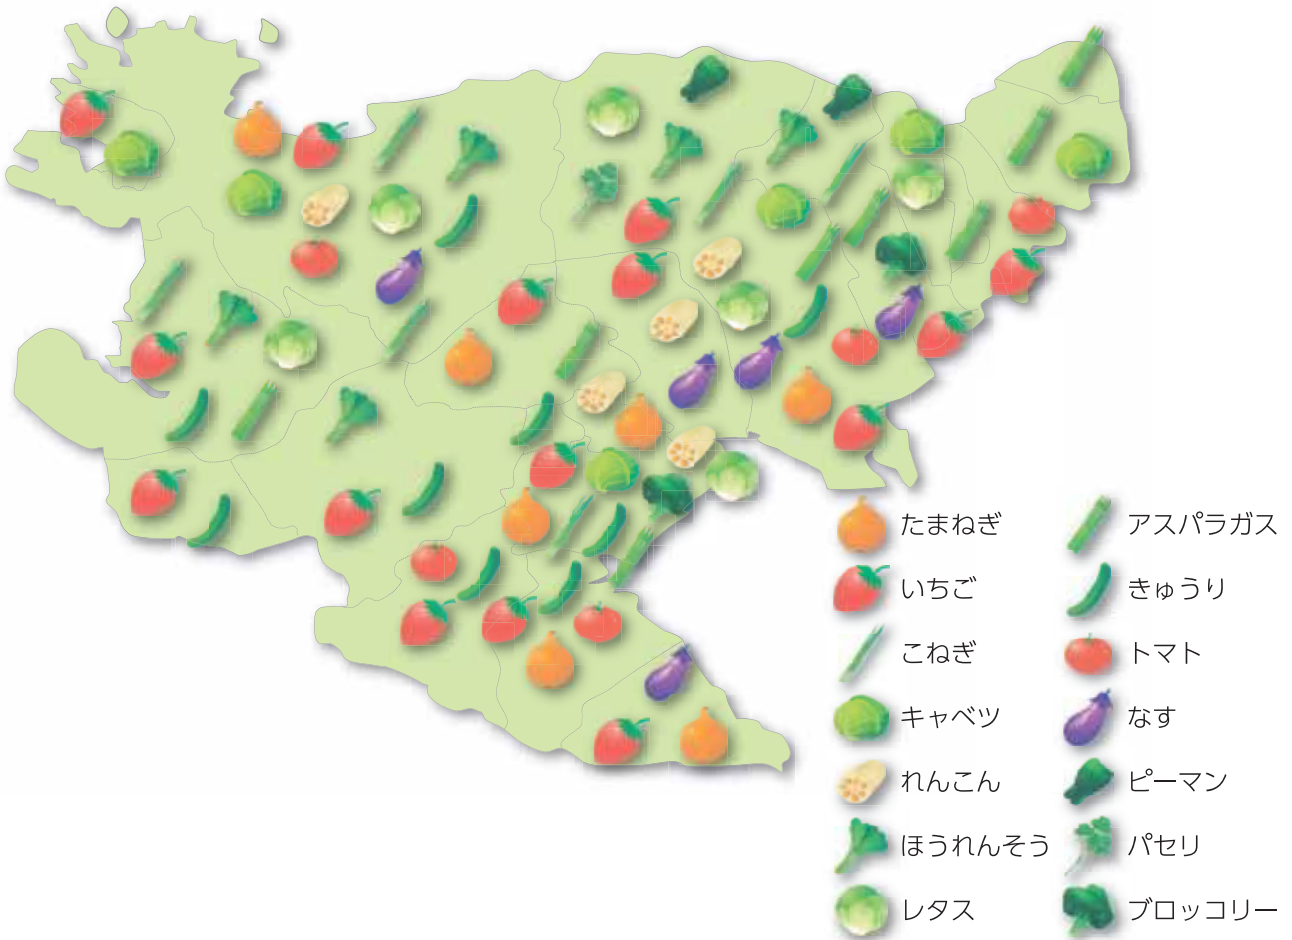 たまねぎ
いちご
こねぎ
キャベツ
れんこん
ほうれんそう
レタス
アスパラガス
きゅうり
トマト
なす
ピーマン
パセリ
ブロッコリー